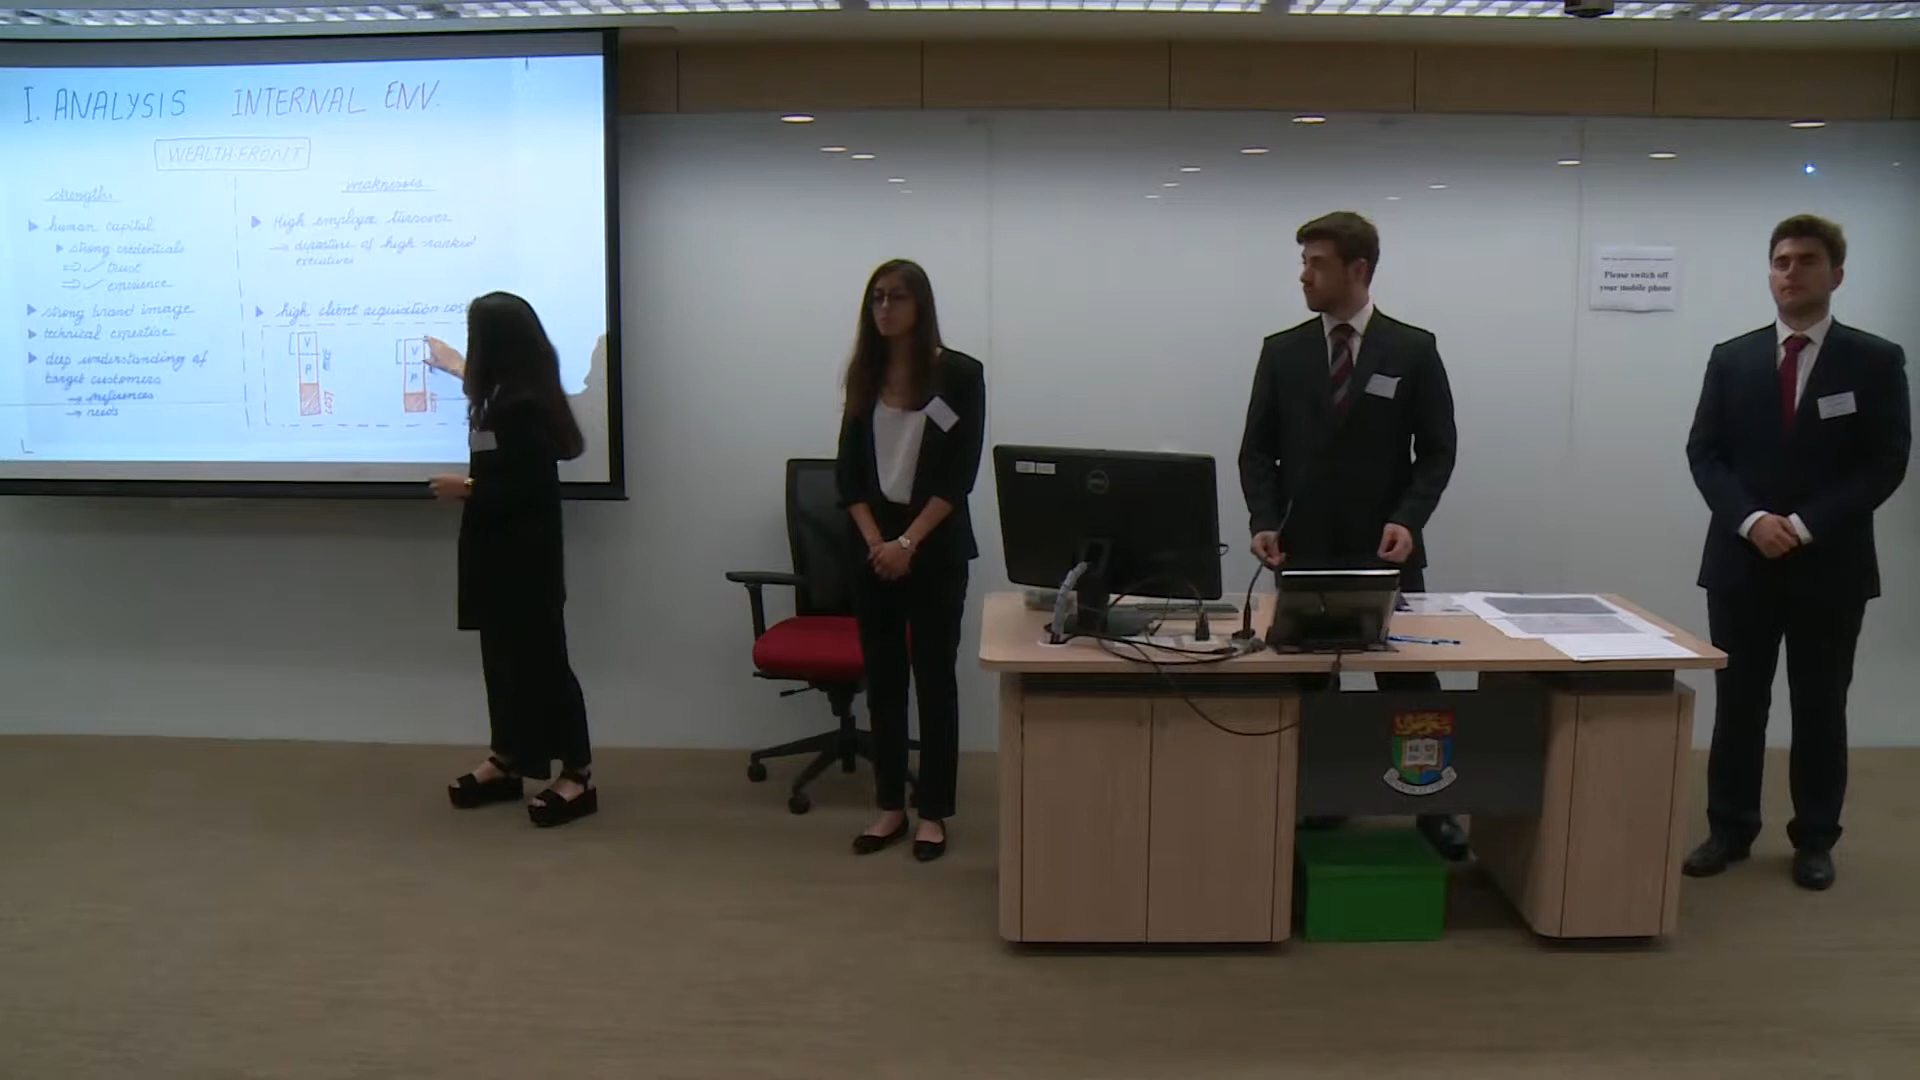 I. ANALYSIS INTERNAL ENV.
WEALTHFRONT
strengths
▶ human capital
▶ strong credentials
⇒ ✓ trust
⇒ ✓ experience
▶ strong brand image
▶ technical expertise
▶ deep understanding of
target customers
→ preferences
→ needs
weaknesses
▶ High employee turnover
→ departure of high ranked
executives
▶ high client acquisition cost
V
P
COST
V
P
Please switch off
your mobile phone
DELL